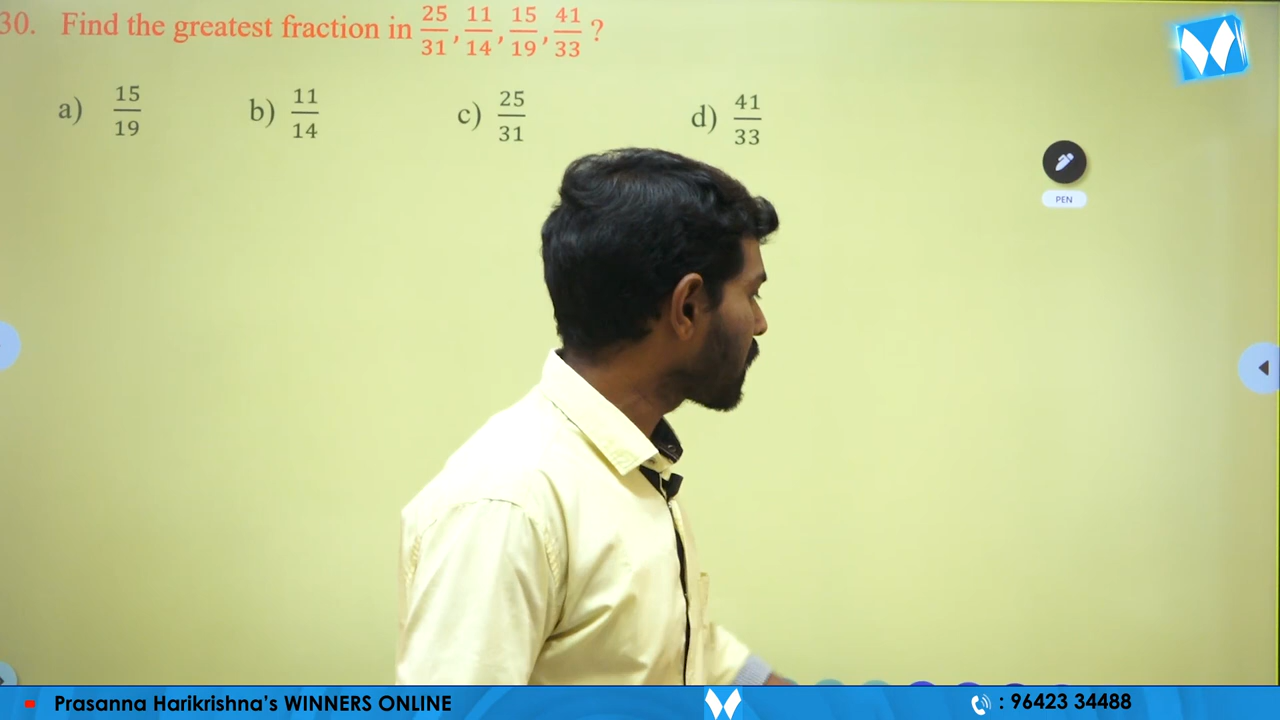 30. Find the greatest fraction in 25/31, 11/14, 15/19, 41/33 ?
a) 15/19 b) 11/14 c) 25/31 d) 41/33
PEN
Prasanna Harikrishna's WINNERS ONLINE : 96423 34488